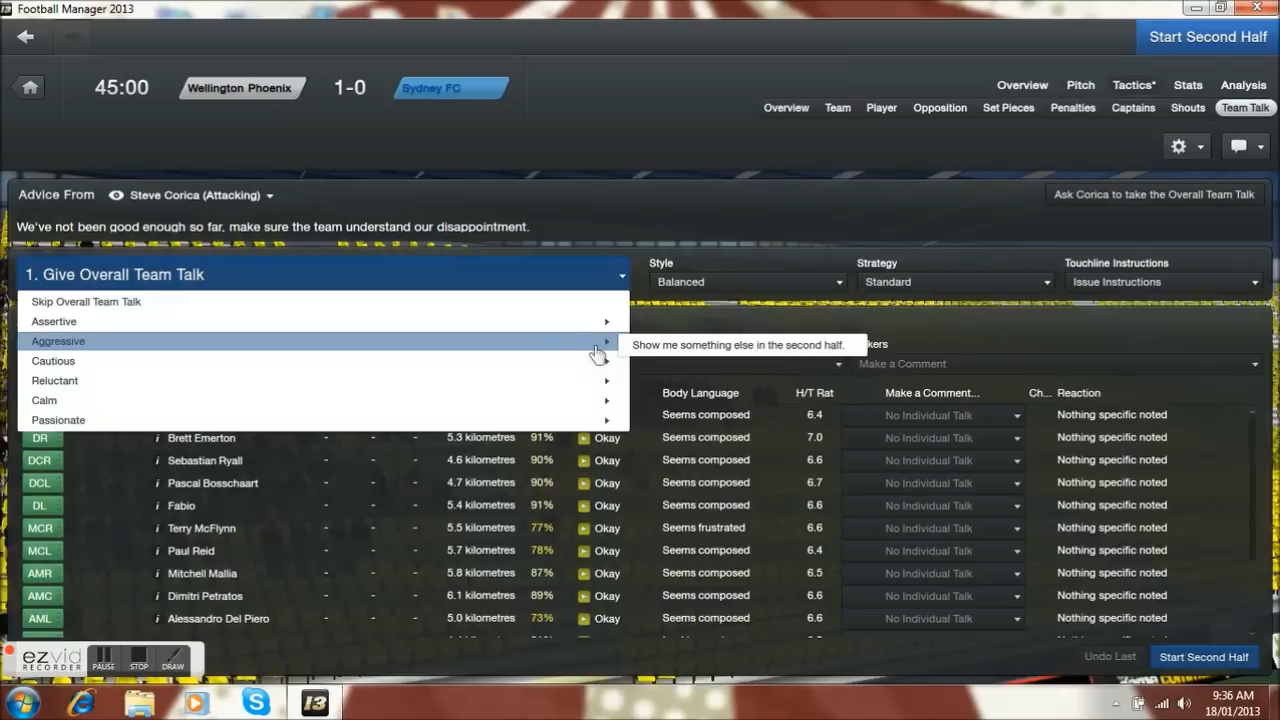 13 Football Manager 2013
Start Second Half
45:00 Wellington Phoenix 1-0 Sydney FC
Overview Pitch Tactics* Stats Analysis
Overview Team Player Opposition Set Pieces Penalties Captains Shouts Team Talk
Advice From Steve Corica (Attacking) Ask Corica to take the Overall Team Talk
We've not been good enough so far, make sure the team understand our disappointment.
1. Give Overall Team Talk
Style Strategy Touchline Instructions
Balanced Standard Issue Instructions
Skip Overall Team Talk
Assertive
Aggressive Show me something else in the second half.
Cautious Make a Comment
Reluctant
Calm
Passionate
Body Language H/T Rat Make a Comment... Ch... Reaction
Seems composed 6.4 No Individual Talk Nothing specific noted
DR i Brett Emerton - - - 5.3 kilometres 91% Okay Seems composed 7.0 No Individual Talk Nothing specific noted
DCR i Sebastian Ryall - - - 4.6 kilometres 90% Okay Seems composed 6.6 No Individual Talk Nothing specific noted
DCL i Pascal Bosschaart - - - 4.7 kilometres 90% Okay Seems composed 6.7 No Individual Talk Nothing specific noted
DL i Fabio - - - 5.4 kilometres 91% Okay Seems composed 6.6 No Individual Talk Nothing specific noted
MCR i Terry McFlynn - - - 5.5 kilometres 77% Okay Seems frustrated 6.6 No Individual Talk Nothing specific noted
MCL i Paul Reid - - - 5.7 kilometres 78% Okay Seems composed 6.4 No Individual Talk Nothing specific noted
AMR i Mitchell Mallia - - - 5.8 kilometres 87% Okay Seems composed 6.5 No Individual Talk Nothing specific noted
AMC i Dimitri Petratos - - - 6.1 kilometres 89% Okay Seems composed 6.6 No Individual Talk Nothing specific noted
AML i Alessandro Del Piero - - - 5.0 kilometres 73% Okay Seems composed 6.6 No Individual Talk Nothing specific noted
ezvid
RECORDER PAUSE STOP DRAW
Undo Last Start Second Half
13
9:36 AM
18/01/2013